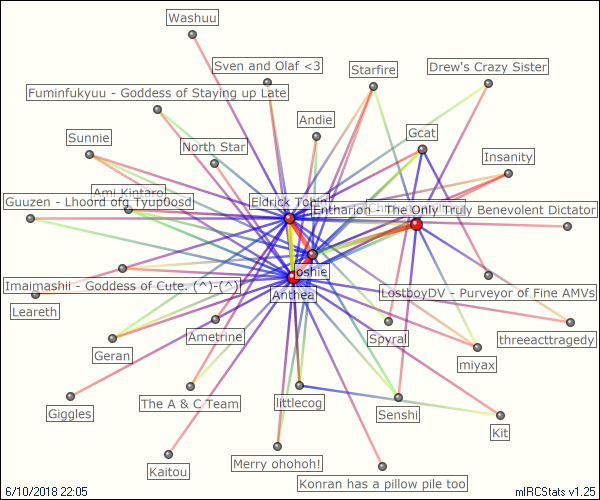 Washuu
Sven and Olaf <3
Starfire
Drew's Crazy Sister
Fuminfukyuu - Goddess of Staying up Late
Andie
Gcat
Sunnie
North Star
Insanity
Ami Kintaro
Guuzen - Lhoord ofg Tyup0osd
Eldrick Tobin
Entharion - The Only Truly Benevolent Dictator
Joshie
Imaimashii - Goddess of Cute. (^)-(^)
Anthea
LostboyDV - Purveyor of Fine AMVs
Leareth
Geran
Ametrine
Spyral
miyax
threeacttragedy
Giggles
The A & C Team
littlecog
Senshi
Kit
Kaitou
Merry ohohoh!
Konran has a pillow pile too
6/10/2018 22:05
mIRCStats v1.25